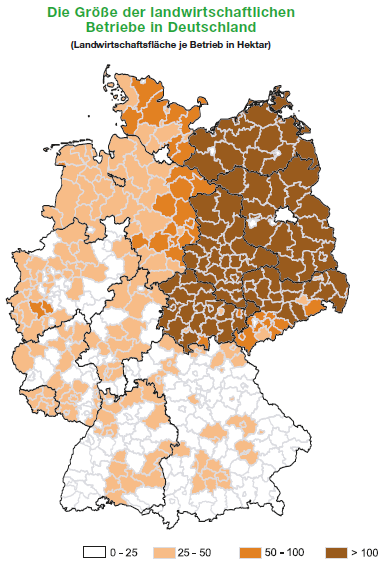 Die Größe der landwirtschaftlichen
Betriebe in Deutschland
(Landwirtschaftsfläche je Betrieb in Hektar)
0 - 25 25 - 50 50 - 100 > 100